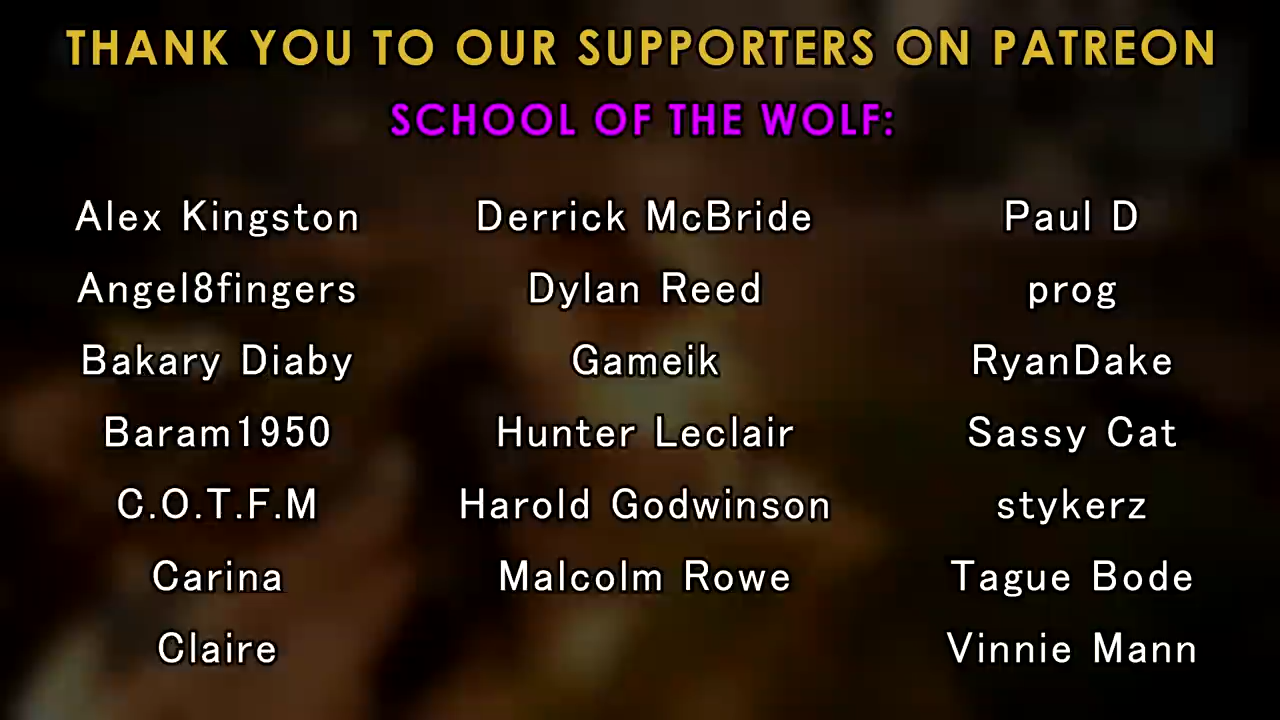 THANK YOU TO OUR SUPPORTERS ON PATREON
SCHOOL OF THE WOLF:
Alex Kingston
Angel8fingers
Bakary Diaby
Baram1950
C.O.T.F.M
Carina
Claire
Derrick McBride
Dylan Reed
Gameik
Hunter Leclair
Harold Godwinson
Malcolm Rowe
Paul D
prog
RyanDake
Sassy Cat
stykerz
Tague Bode
Vinnie Mann